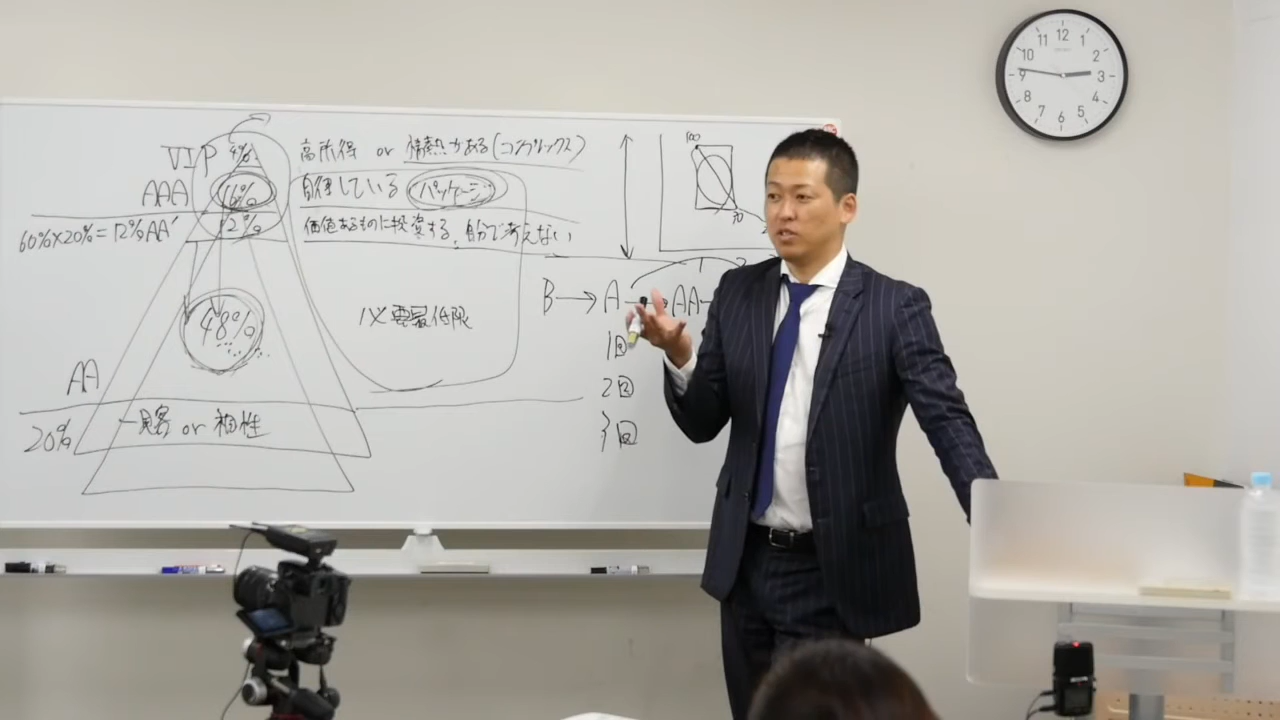 VIP 4% 高所得 or 情熱がある(コンプレックス)
AAA 16% 自伝している パッケージ
60%×20%=12% AA' 12% 価値あるものに投資する、自分で考えない
48% 必要最低限
AA
20% 一見客 or 相性
100
70
B→A→AA
1回
2回
3回
12
1
2
3
4
5
6
7
8
9
10
11
SEIKO